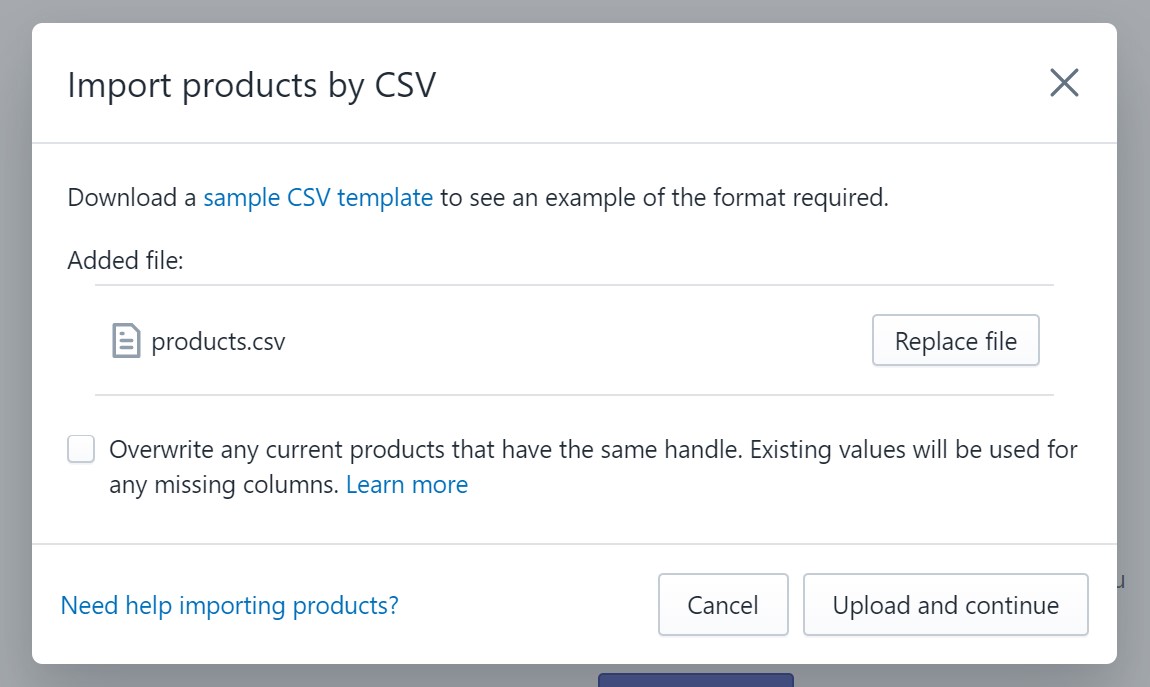 Import products by CSV
Download a sample CSV template to see an example of the format required.
Added file:
products.csv
Replace file
Overwrite any current products that have the same handle. Existing values will be used for
any missing columns. Learn more
Need help importing products?
Cancel
Upload and continue